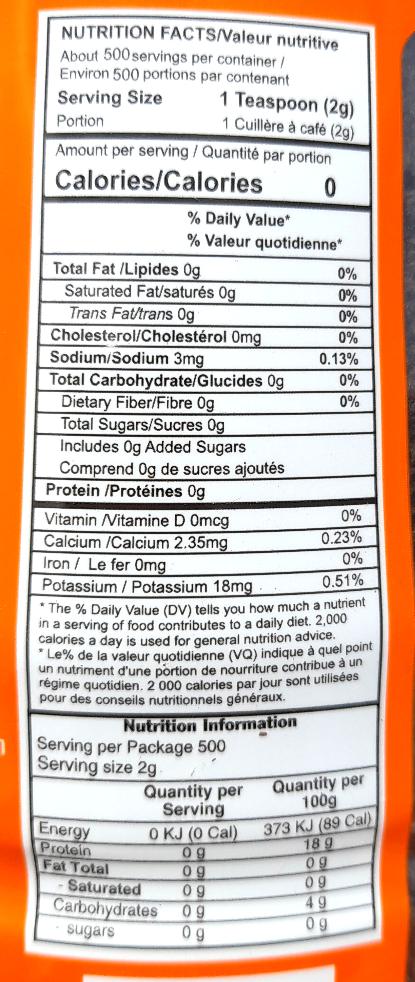 NUTRITION FACTS/Valeur nutritive
About 500 servings per container /
Environ 500 portions par contenant
Serving Size 1 Teaspoon (2g)
Portion 1 Cuillère à café (2g)
Amount per serving / Quantité par portion
Calories/Calories 0
% Daily Value*
% Valeur quotidienne*
Total Fat /Lipides 0g 0%
Saturated Fat/saturés 0g 0%
Trans Fat/trans 0g 0%
Cholesterol/Cholestérol 0mg 0%
Sodium/Sodium 3mg 0.13%
Total Carbohydrate/Glucides 0g 0%
Dietary Fiber/Fibre 0g 0%
Total Sugars/Sucres 0g
Includes 0g Added Sugars
Comprend 0g de sucres ajoutés
Protein /Protéines 0g
Vitamin /Vitamine D 0mcg 0%
Calcium /Calcium 2.35mg 0.23%
Iron / Le fer 0mg 0%
Potassium / Potassium 18mg 0.51%
* The % Daily Value (DV) tells you how much a nutrient
in a serving of food contributes to a daily diet. 2,000
calories a day is used for general nutrition advice.
* Le% de la valeur quotidienne (VQ) indique à quel point
un nutriment d'une portion de nourriture contribue à un
régime quotidien. 2 000 calories par jour sont utilisées
pour des conseils nutritionnels généraux.
Nutrition Information
Serving per Package 500
Serving size 2g
Quantity per Quantity per
Serving 100g
Energy 0 KJ (0 Cal) 373 KJ (89 Cal)
Protein 0 g 18 g
Fat Total 0 g 0 g
- Saturated 0 g 0 g
Carbohydrates 0 g 4 g
- sugars 0 g 0 g